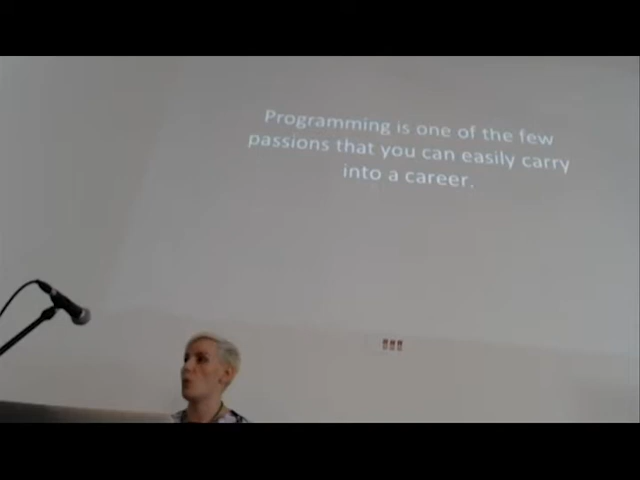 Programming is one of the few
passions that you can easily carry
into a career.